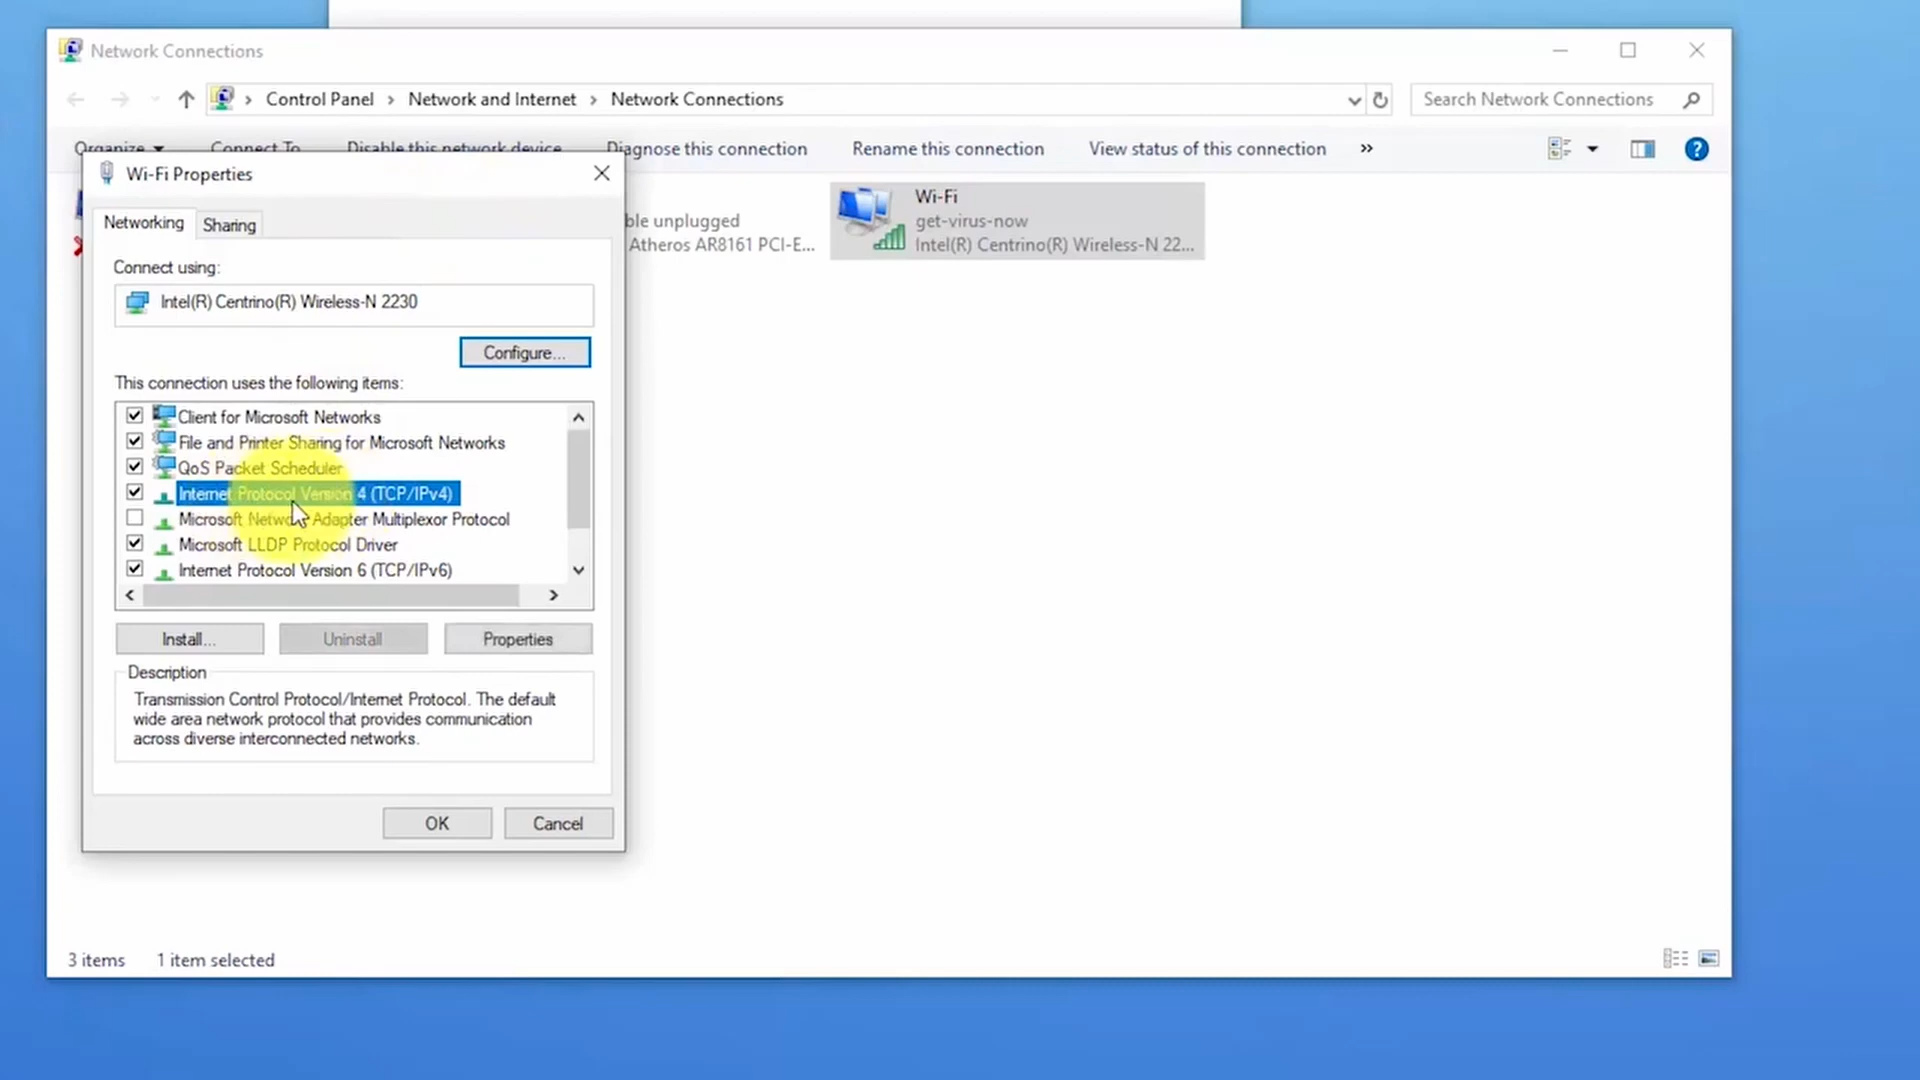 Network Connections
Control Panel > Network and Internet > Network Connections
Search Network Connections
Organize Connect To Disable this network device Diagnose this connection Rename this connection View status of this connection »
Wi-Fi Properties
Networking Sharing
Connect using:
Intel(R) Centrino(R) Wireless-N 2230
Configure...
This connection uses the following items:
Client for Microsoft Networks
File and Printer Sharing for Microsoft Networks
QoS Packet Scheduler
Internet Protocol Version 4 (TCP/IPv4)
Microsoft Network Adapter Multiplexor Protocol
Microsoft LLDP Protocol Driver
Internet Protocol Version 6 (TCP/IPv6)
Install... Uninstall Properties
Description
Transmission Control Protocol/Internet Protocol. The default
wide area network protocol that provides communication
across diverse interconnected networks.
OK Cancel
ble unplugged
Atheros AR8161 PCI-E...
Wi-Fi
get-virus-now
Intel(R) Centrino(R) Wireless-N 22...
3 items 1 item selected